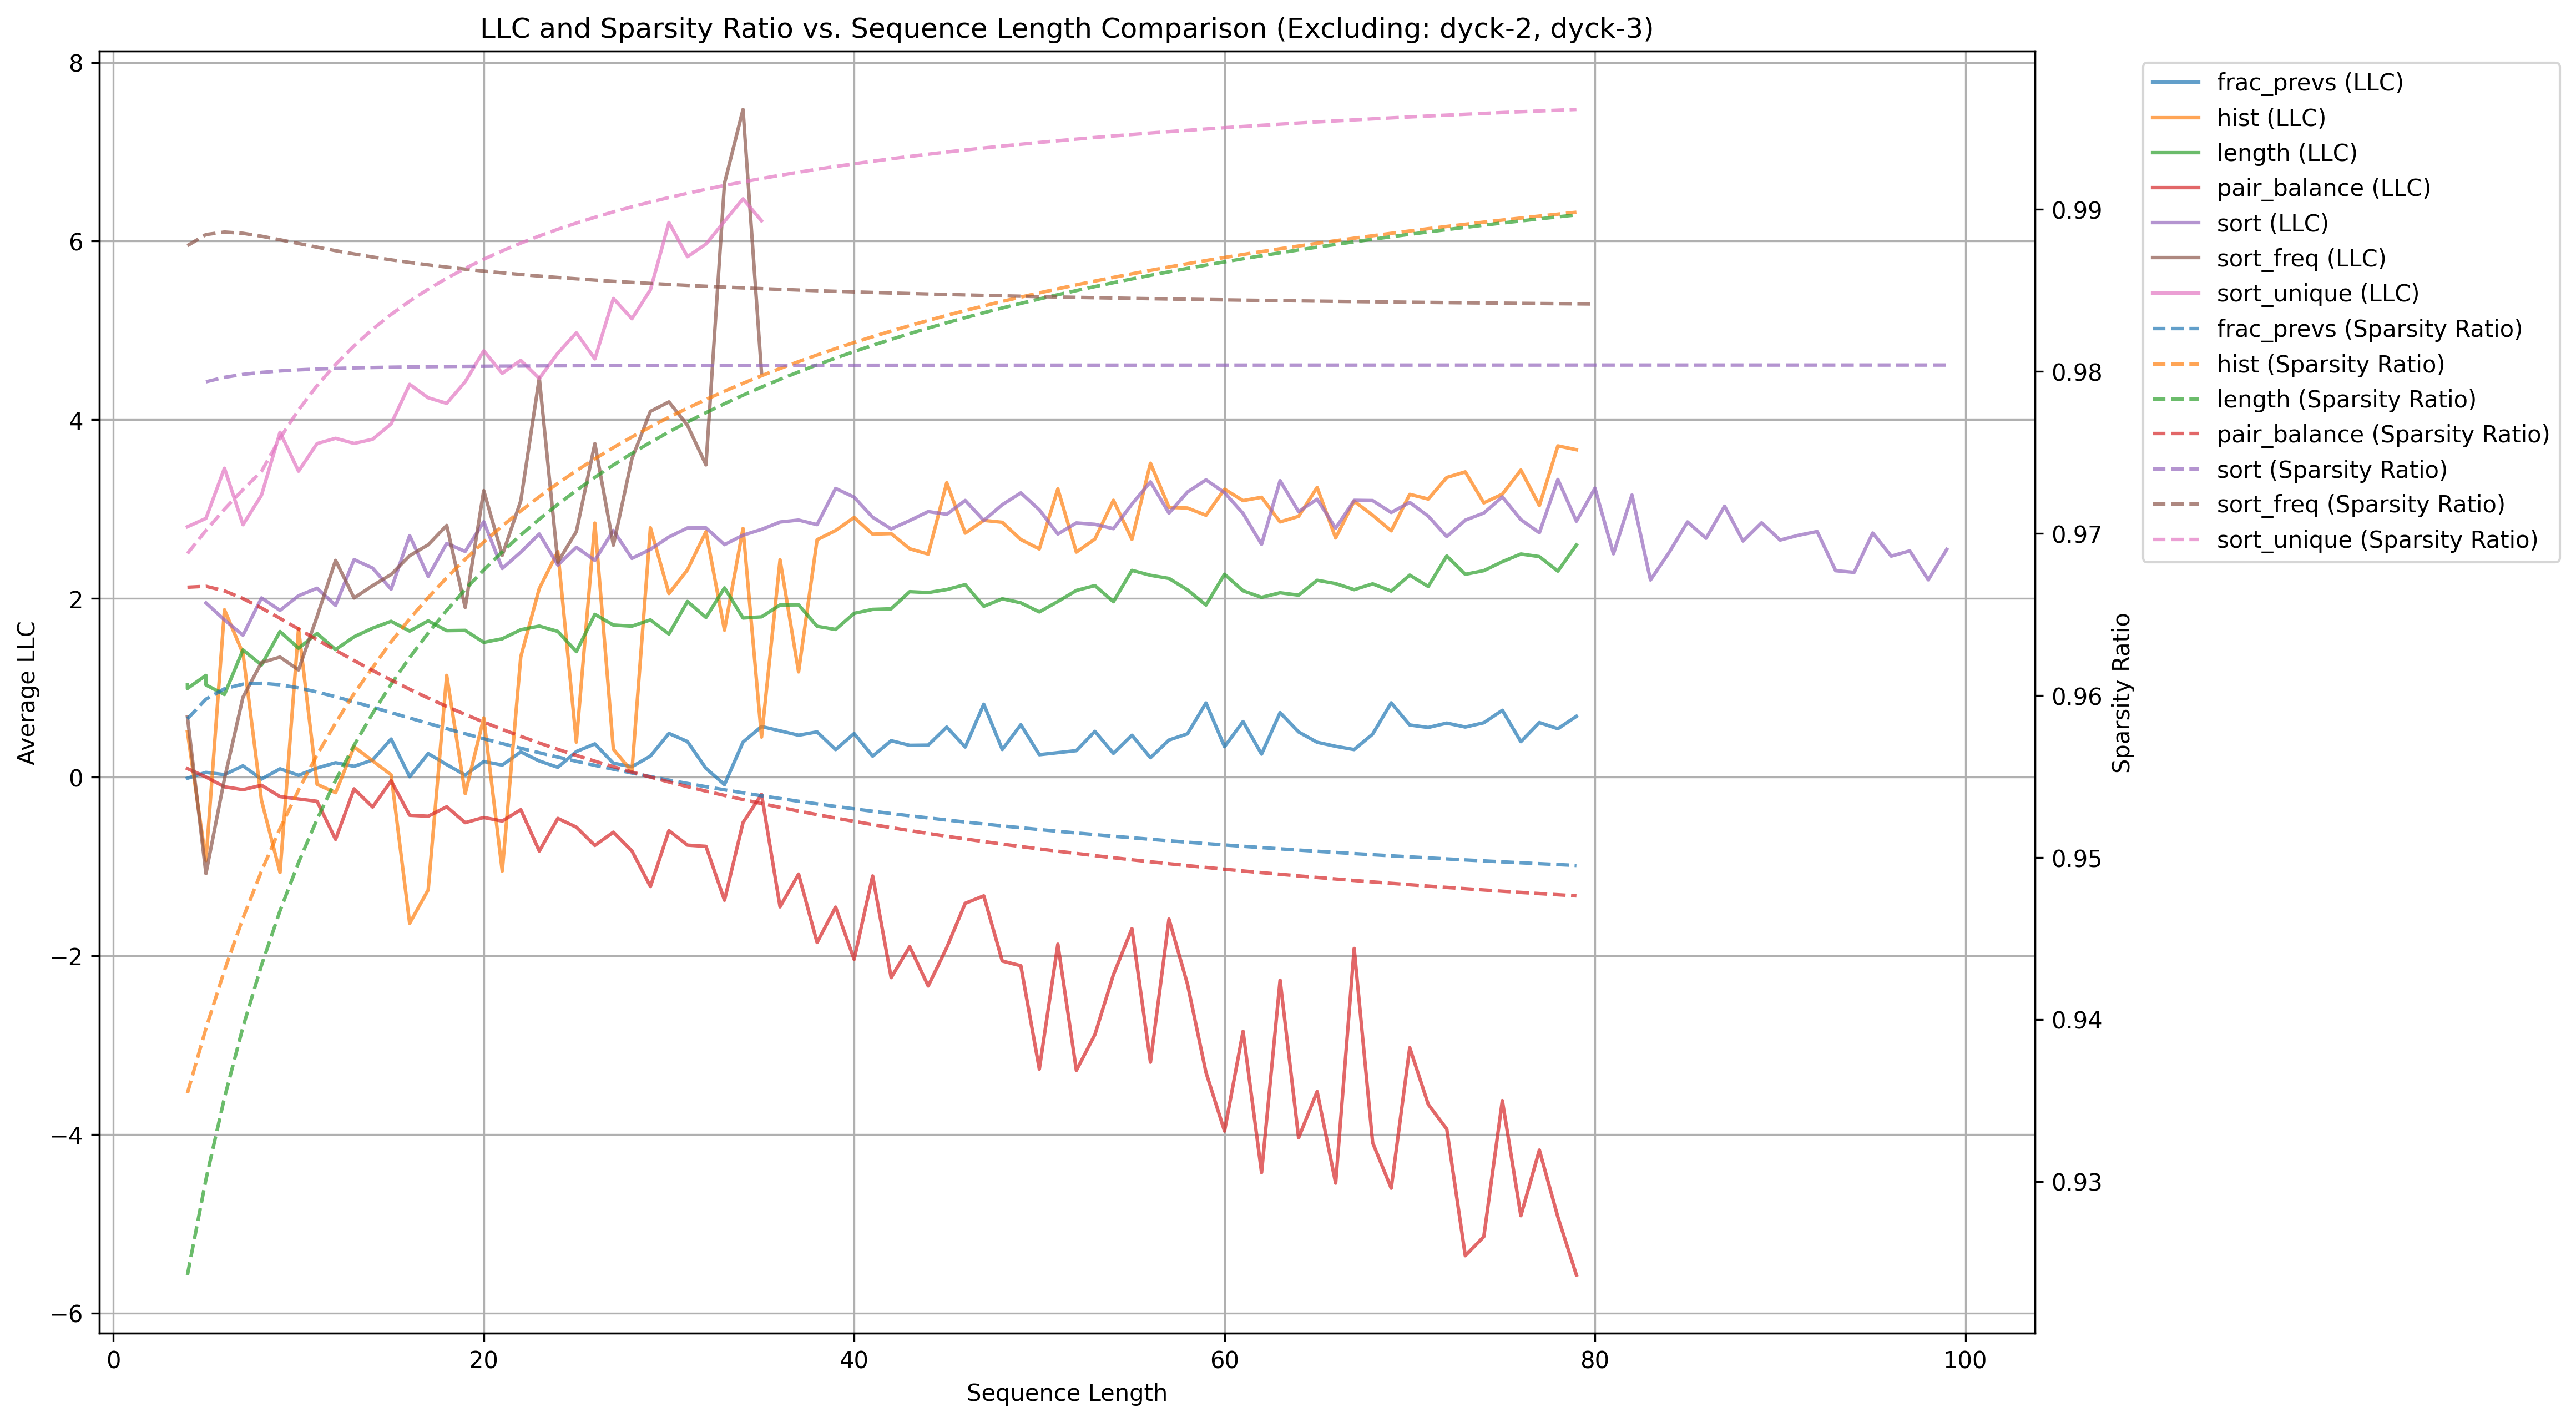 LLC and Sparsity Ratio vs. Sequence Length Comparison (Excluding: dyck-2, dyck-3)
Average LLC
8
6
4
2
0
−2
−4
−6
0
20
40
60
80
100
Sequence Length
0.99
0.98
0.97
0.96
0.95
0.94
0.93
Sparsity Ratio
frac_prevs (LLC)
hist (LLC)
length (LLC)
pair_balance (LLC)
sort (LLC)
sort_freq (LLC)
sort_unique (LLC)
frac_prevs (Sparsity Ratio)
hist (Sparsity Ratio)
length (Sparsity Ratio)
pair_balance (Sparsity Ratio)
sort (Sparsity Ratio)
sort_freq (Sparsity Ratio)
sort_unique (Sparsity Ratio)